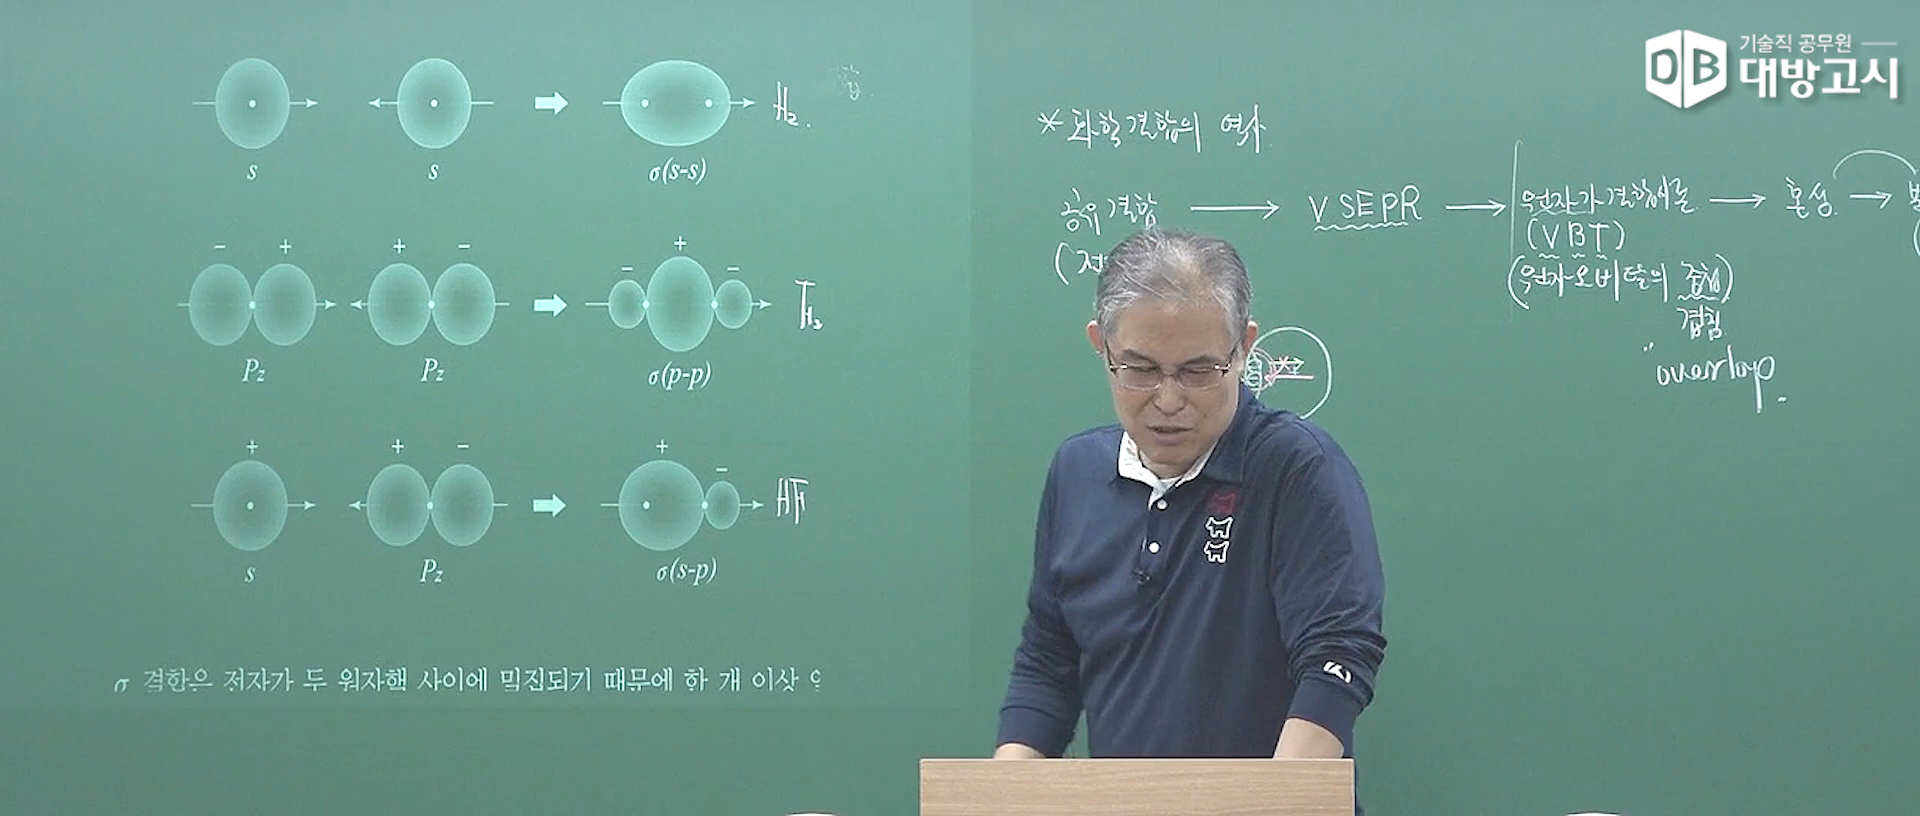 기술직 공무원
DB 대방고시
s s σ(s-s) H₂.
- + + - - + -
Pz Pz σ(p-p) F₂
+ + - + -
s Pz σ(s-p) HF
σ 결합은 전자가 두 원자핵 사이에 밀집되기 때문에 한 개 이상
* 화학결합의 역사
공유결합 → VSEPR → 원자가 결합이론 → 혼성 →
(VBT)
(원자오비탈의 중첩)
겹침
"overlap